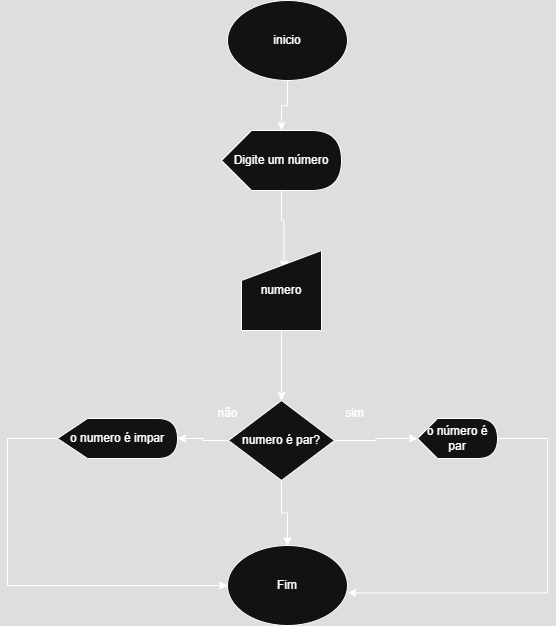 inicio
Digite um número
numero
não
sim
o numero é impar
numero é par?
o número é
par
Fim